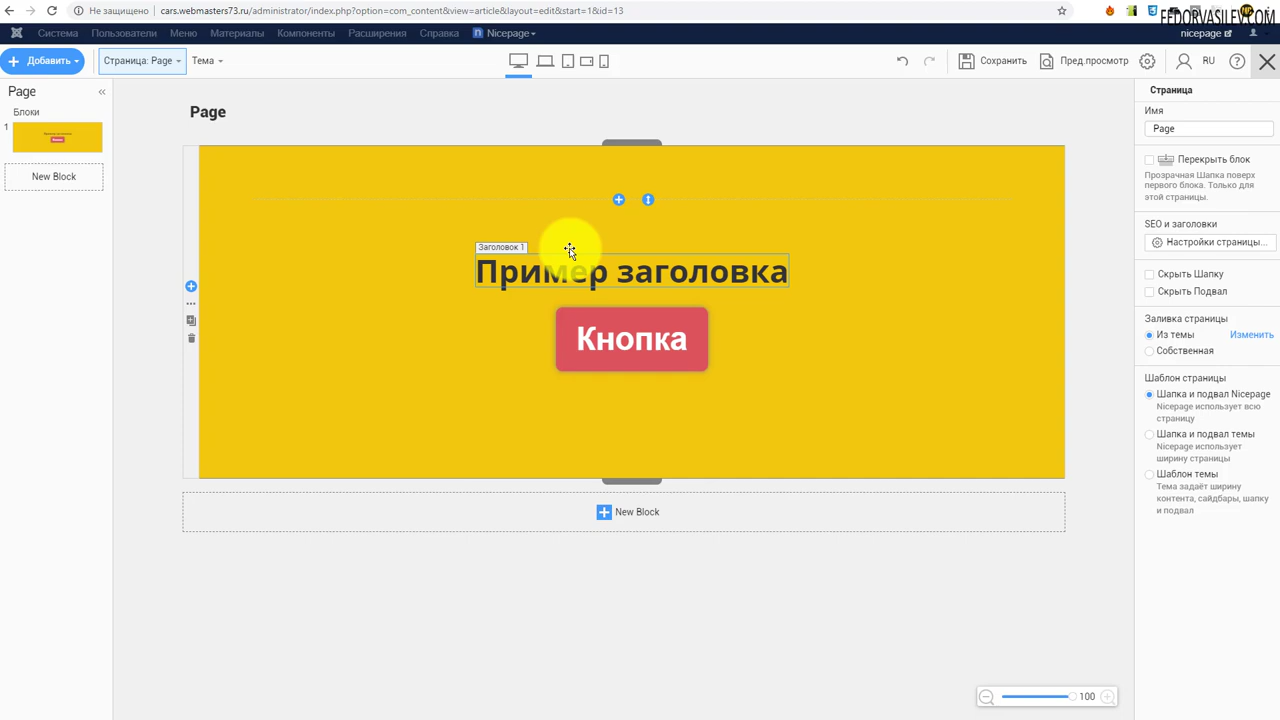 Не защищено
cars.webmasters73.ru/administrator/index.php?option=com_content&view=article&layout=edit&start=1&id=13
FEDORVASILEV.COM
Система
Пользователи
Меню
Материалы
Компоненты
Расширения
Справка
Nicepage
nicepage
Добавить
Страница: Page
Тема
Сохранить
Пред.просмотр
RU
Page
Блоки
1
New Block
Page
Заголовок 1
Пример заголовка
Кнопка
New Block
Страница
Имя
Page
Перекрыть блок
Прозрачная Шапка поверх
первого блока. Только для
этой страницы.
SEO и заголовки
Настройки страницы...
Скрыть Шапку
Скрыть Подвал
Заливка страницы
Из темы
Изменить
Собственная
Шаблон страницы
Шапка и подвал Nicepage
Nicepage использует всю
страницу
Шапка и подвал темы
Nicepage использует
ширину страницы
Шаблон темы
Тема задаёт ширину
контента, сайдбары, шапку
и подвал
100